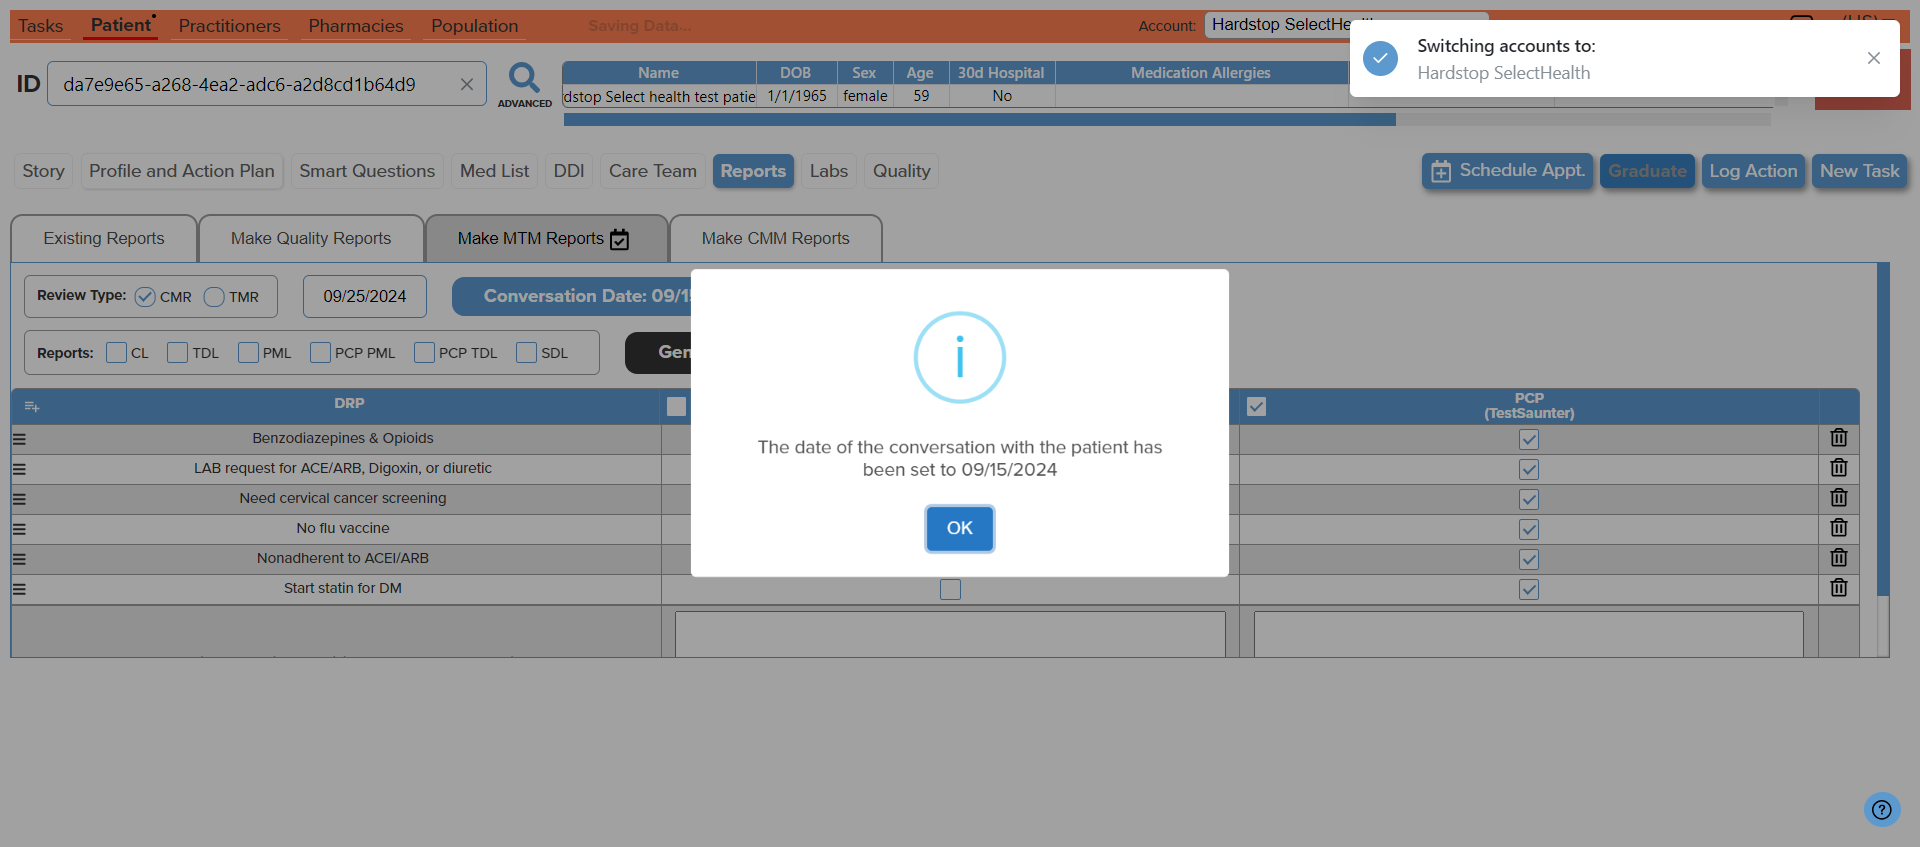 Tasks Patient Practitioners Pharmacies Population Saving Data... Account: Hardstop SelectHealth
Switching accounts to:
Hardstop SelectHealth
ID da7e9e65-a268-4ea2-adc6-a2d8cd1b64d9 ADVANCED
Name DOB Sex Age 30d Hospital Medication Allergies
dstop Select health test patie 1/1/1965 female 59 No
Story Profile and Action Plan Smart Questions Med List DDI Care Team Reports Labs Quality Schedule Appt. Graduate Log Action New Task
Existing Reports Make Quality Reports Make MTM Reports Make CMM Reports
Review Type: CMR TMR 09/25/2024 Conversation Date: 09/1
Reports: CL TDL PML PCP PML PCP TDL SDL Gen
DRP PCP
(TestSaunter)
Benzodiazepines & Opioids
LAB request for ACE/ARB, Digoxin, or diuretic
Need cervical cancer screening
No flu vaccine
Nonadherent to ACEI/ARB
Start statin for DM
The date of the conversation with the patient has
been set to 09/15/2024
OK